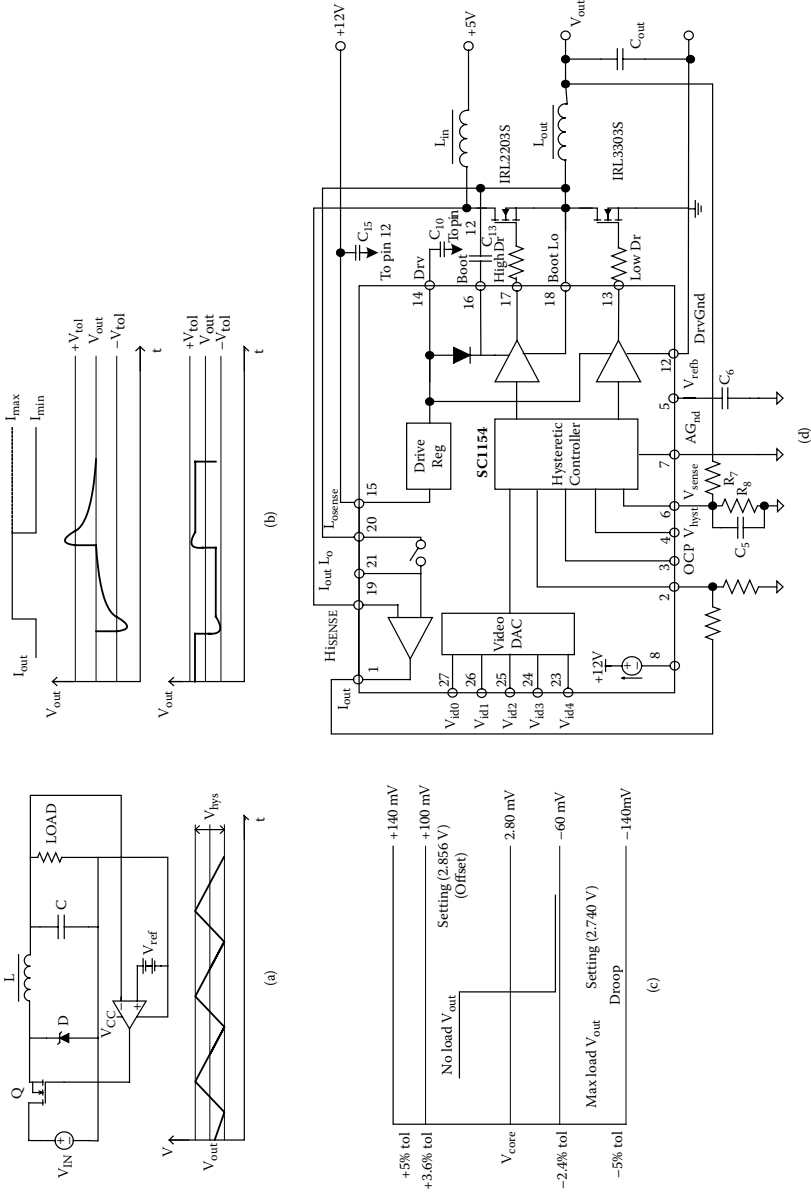 Q
L
V_IN
D
V_CC
V_ref
C
LOAD
V
V_out
V_hys
t
(a)
I_out
I_max
I_min
V_out
+V_tol
V_out
−V_tol
t
V_out
+V_tol
V_out
−V_tol
t
(b)
+5% tol
+3.6% tol
V_core
−2.4% tol
−5% tol
No load V_out
Setting (2.856 V)
(Offset)
Max load V_out
Setting (2.740 V)
Droop
+140 mV
+100 mV
2.80 mV
−60 mV
−140mV
(c)
+12V
+5V
V_out
C_out
L_in
L_out
IRL2203S
IRL3303S
C_15
To pin 12
C_10
To pin
12
C_13
Drv
14
Boot
16
High Dr
17
Boot Lo
18
Low Dr
13
DrvGnd
12
V_refb
5
C_6
AG_nd
7
V_sense
6
R_7
R_8
C_5
V_hyst
4
OCP
3
2
8
+12V
L_osense
15
20
L_o
21
I_out
19
Hi_SENSE
1
I_out
Drive
Reg
SC1154
Hysteretic
Controller
Video
DAC
27
26
25
24
23
V_id0
V_id1
V_id2
V_id3
V_id4
(d)